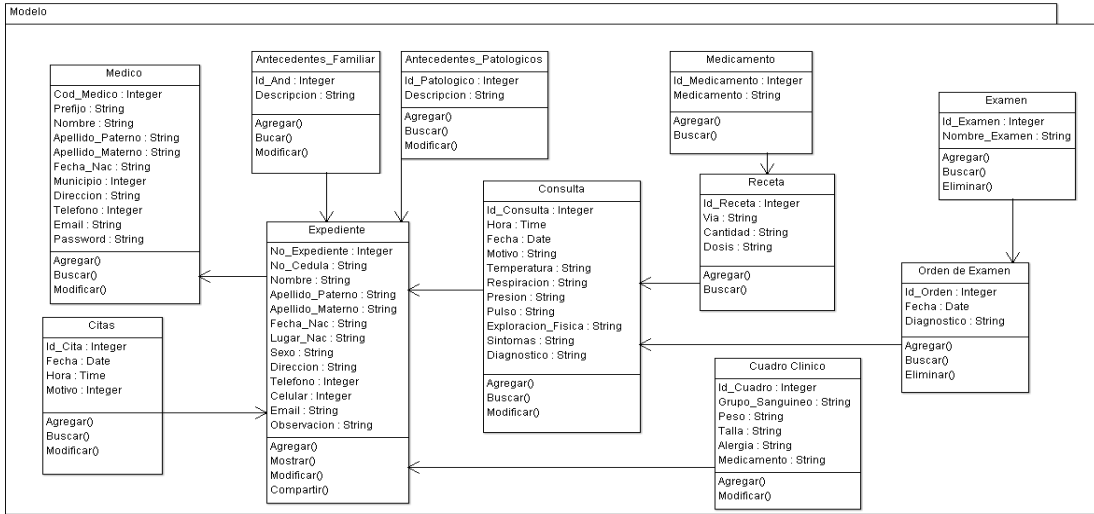 Modelo
Medico
Cod_Medico : Integer
Prefijo : String
Nombre : String
Apellido_Paterno : String
Apellido_Materno : String
Fecha_Nac : String
Municipio : Integer
Direccion : String
Telefono : Integer
Email : String
Password : String
Agregar()
Buscar()
Modificar()
Antecedentes_Familiar
Id_And : Integer
Descripcion : String
Agregar()
Bucar()
Modificar()
Antecedentes_Patologicos
Id_Patologico : Integer
Descripcion : String
Agregar()
Buscar()
Modificar()
Medicamento
Id_Medicamento : Integer
Medicamento : String
Agregar()
Buscar()
Examen
Id_Examen : Integer
Nombre_Examen : String
Agregar()
Buscar()
Eliminar()
Expediente
No_Expediente : Integer
No_Cedula : String
Nombre : String
Apellido_Paterno : String
Apellido_Materno : String
Fecha_Nac : String
Lugar_Nac : String
Sexo : String
Direccion : String
Telefono : Integer
Celular : Integer
Email : String
Observacion : String
Agregar()
Mostrar()
Modificar()
Compartir()
Consulta
Id_Consulta : Integer
Hora : Time
Fecha : Date
Motivo : String
Temperatura : String
Respiracion : String
Presion : String
Pulso : String
Exploracion_Fisica : String
Sintomas : String
Diagnostico : String
Agregar()
Buscar()
Modificar()
Receta
Id_Receta : Integer
Via : String
Cantidad : String
Dosis : String
Agregar()
Buscar()
Orden de Examen
Id_Orden : Integer
Fecha : Date
Diagnostico : String
Agregar()
Buscar()
Eliminar()
Citas
Id_Cita : Integer
Fecha : Date
Hora : Time
Motivo : Integer
Agregar()
Buscar()
Modificar()
Cuadro Clinico
Id_Cuadro : Integer
Grupo_Sanguineo : String
Peso : String
Talla : String
Alergia : String
Medicamento : String
Agregar()
Modificar()